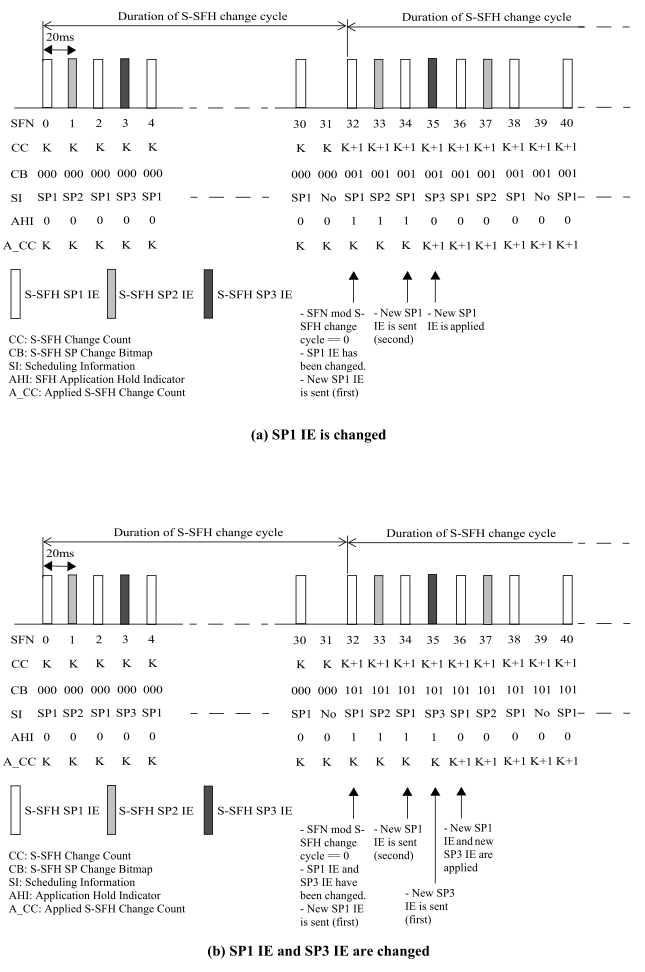 Duration of S-SFH change cycle Duration of S-SFH change cycle
20ms
SFN 0 1 2 3 4 30 31 32 33 34 35 36 37 38 39 40
CC K K K K K K K K+1 K+1 K+1 K+1 K+1 K+1 K+1 K+1 K+1
CB 000 000 000 000 000 000 000 001 001 001 001 001 001 001 001 001
SI SP1 SP2 SP1 SP3 SP1 SP1 No SP1 SP2 SP1 SP3 SP1 SP2 SP1 No SP1
AHI 0 0 0 0 0 0 0 1 1 1 0 0 0 0 0 0
A_CC K K K K K K K K K K K+1 K+1 K+1 K+1 K+1 K+1
S-SFH SP1 IE S-SFH SP2 IE S-SFH SP3 IE
CC: S-SFH Change Count
CB: S-SFH SP Change Bitmap
SI: Scheduling Information
AHI: SFH Application Hold Indicator
A_CC: Applied S-SFH Change Count
- SFN mod S-
SFH change
cycle == 0
- SP1 IE has
been changed.
- New SP1 IE
is sent (first)
- New SP1
IE is sent
(second)
- New SP1
IE is applied
(a) SP1 IE is changed
Duration of S-SFH change cycle Duration of S-SFH change cycle
20ms
SFN 0 1 2 3 4 30 31 32 33 34 35 36 37 38 39 40
CC K K K K K K K K+1 K+1 K+1 K+1 K+1 K+1 K+1 K+1 K+1
CB 000 000 000 000 000 000 000 101 101 101 101 101 101 101 101 101
SI SP1 SP2 SP1 SP3 SP1 SP1 No SP1 SP2 SP1 SP3 SP1 SP2 SP1 No SP1
AHI 0 0 0 0 0 0 0 1 1 1 1 0 0 0 0 0
A_CC K K K K K K K K K K K K+1 K+1 K+1 K+1 K+1
S-SFH SP1 IE S-SFH SP2 IE S-SFH SP3 IE
CC: S-SFH Change Count
CB: S-SFH SP Change Bitmap
SI: Scheduling Information
AHI: Application Hold Indicator
A_CC: Applied S-SFH Change Count
- SFN mod S-
SFH change
cycle == 0
- SP1 IE and
SP3 IE have
been changed.
- New SP1 IE
is sent (first)
- New SP1
IE is sent
(second)
- New SP3
IE is sent
(first)
- New SP1
IE and new
SP3 IE are
applied
(b) SP1 IE and SP3 IE are changed